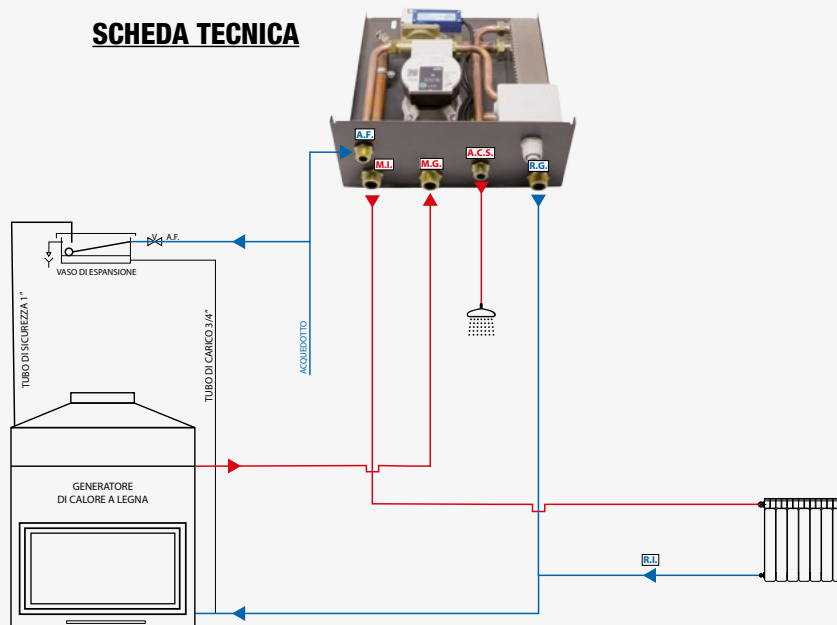 SCHEDA TECNICA
A.F.
M.I.
M.G.
A.C.S.
R.G.
V
A.F.
VASO DI ESPANSIONE
TUBO DI SICUREZZA 1"
TUBO DI CARICO 3/4"
ACQUEDOTTO
GENERATORE
DI CALORE A LEGNA
R.I.